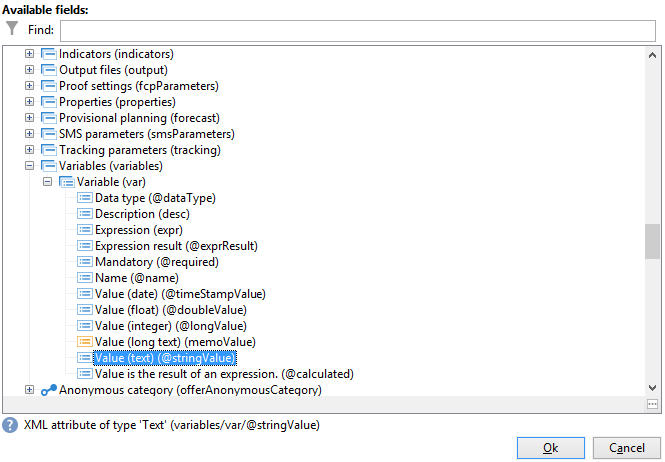 Available fields:
Find:
Indicators (indicators)
Output files (output)
Proof settings (fcpParameters)
Properties (properties)
Provisional planning (forecast)
SMS parameters (smsParameters)
Tracking parameters (tracking)
Variables (variables)
Variable (var)
Data type (@dataType)
Description (desc)
Expression (expr)
Expression result (@exprResult)
Mandatory (@required)
Name (@name)
Value (date) (@timeStampValue)
Value (float) (@doubleValue)
Value (integer) (@longValue)
Value (long text) (memoValue)
Value (text) (@stringValue)
Value is the result of an expression. (@calculated)
Anonymous category (offerAnonymousCategory)
XML attribute of type 'Text' (variables/var/@stringValue)
Ok
Cancel